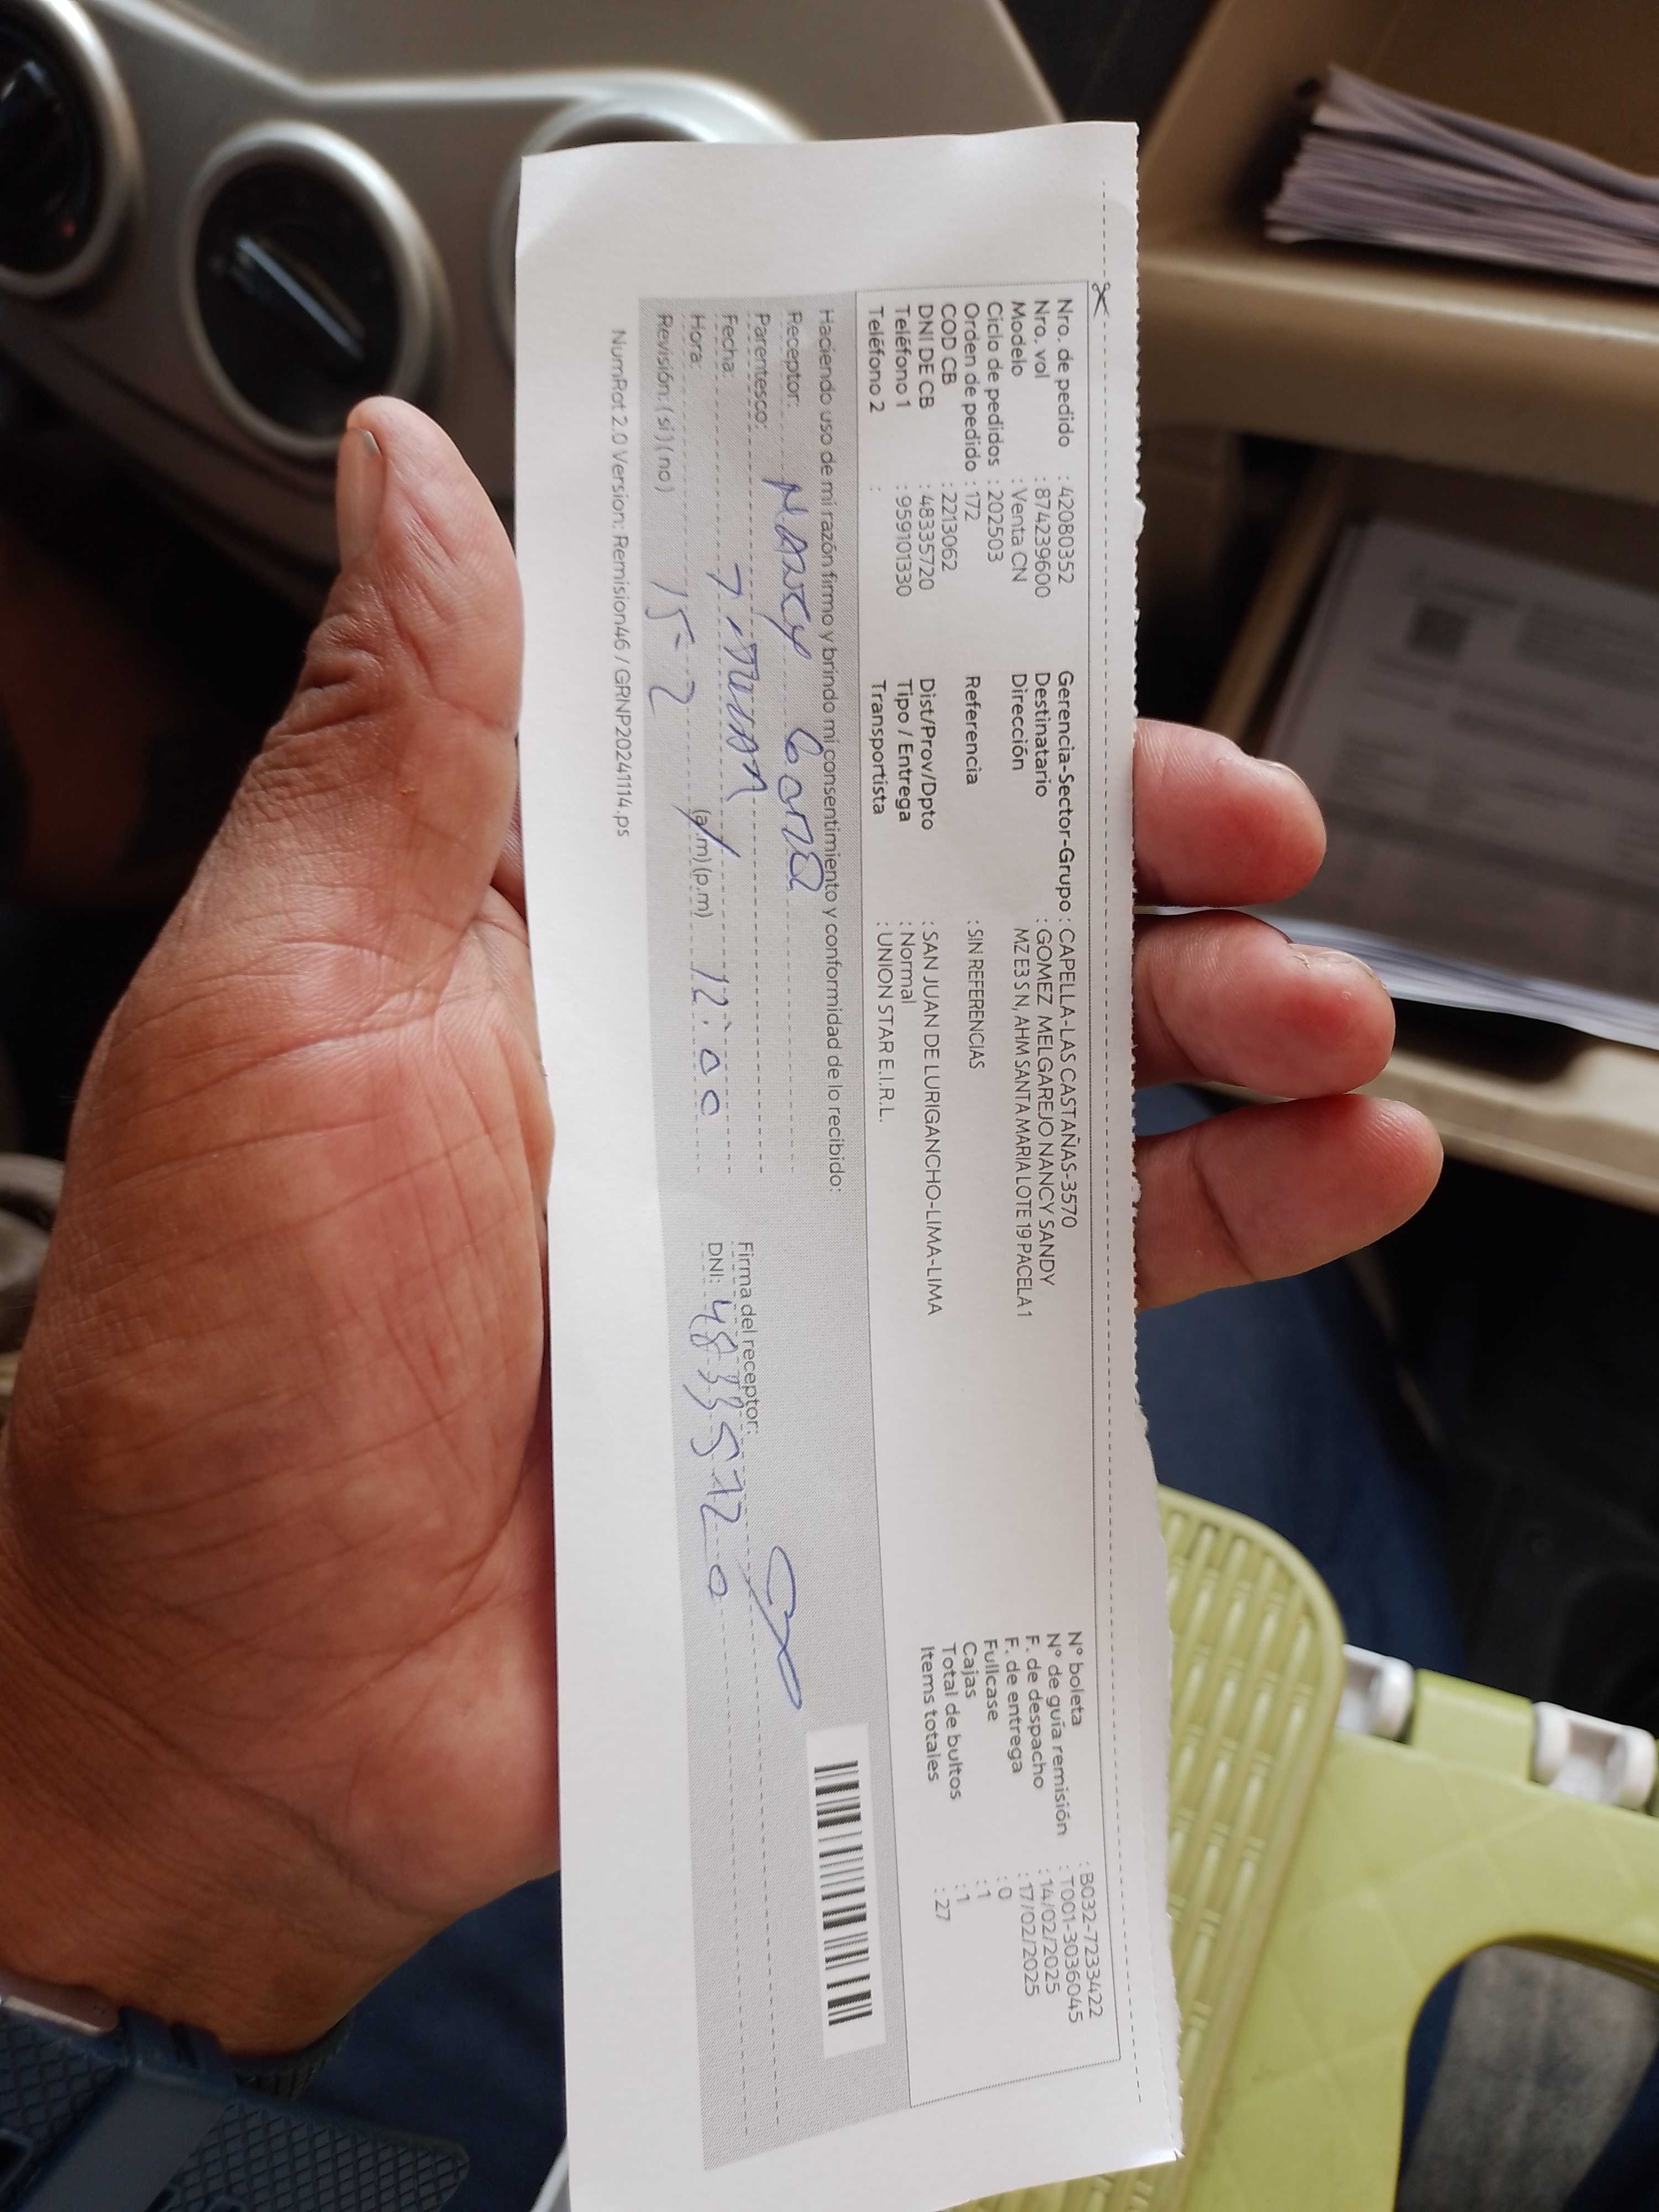 Nro. de pedido : 42080352
Nro. vol : 874239600
Modelo : Venta CN
Ciclo de pedidos : 202503
Orden de pedido : 172
COD CB : 2213062
DNI DE CB : 48335720
Teléfono 1 : 959101330
Teléfono 2 :
Gerencia-Sector-Grupo : CAPELLA-LAS CASTAÑAS-3570
Destinatario : GOMEZ MELGAREJO NANCY SANDY
Dirección : MZ E3 S N, AHM SANTA MARIA LOTE 19 PACELA 1
Referencia : SIN REFERENCIAS
Dist/Prov/Dpto : SAN JUAN DE LURIGANCHO-LIMA-LIMA
Tipo / Entrega : Normal
Transportista : UNION STAR E.I.R.L.
N° boleta : B032-7233422
N° de guía remisión : T001-3036045
F. de despacho : 14/02/2025
F. de entrega : 17/02/2025
Fullcase : 0
Cajas : 1
Total de bultos : 1
Items totales : 27
Haciendo uso de mi razón firmo y brindo mi consentimiento y conformidad de lo recibido:
Receptor: Nancy
Parentesco:
Fecha:
Hora: (a.m) (p.m) 12:00
Revisión: (si) (no) 15-2
Firma del receptor:
DNI: 48335720
NumRot 2.0 Version: Remision46 / GRNP20241114.ps